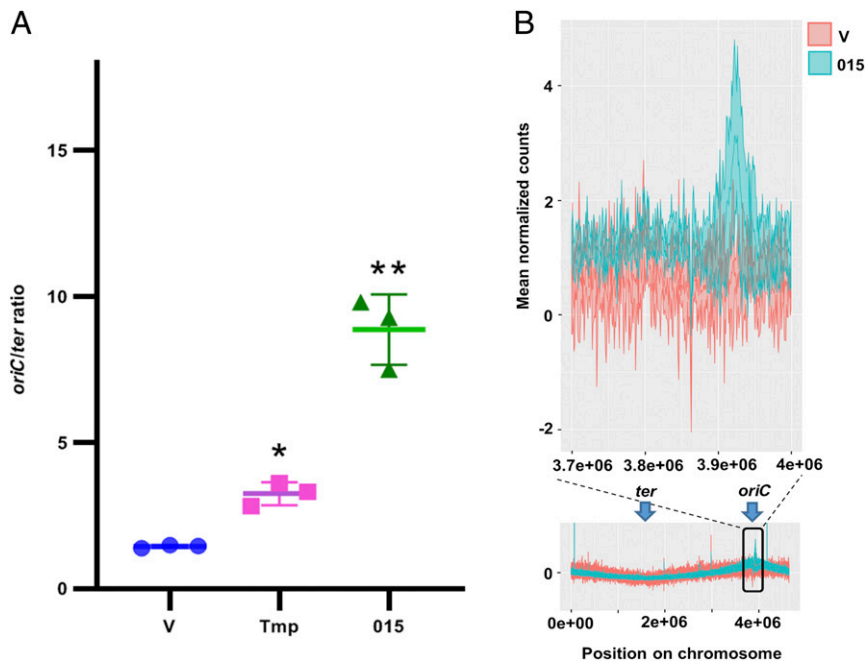 A
oriC/ter ratio
15
10
5
0
*
**
V
Tmp
015
B
Mean normalized counts
4
2
0
-2
3.7e+06 3.8e+06 3.9e+06 4e+06
V
015
ter
oriC
0
0e+00 2e+06 4e+06
Position on chromosome